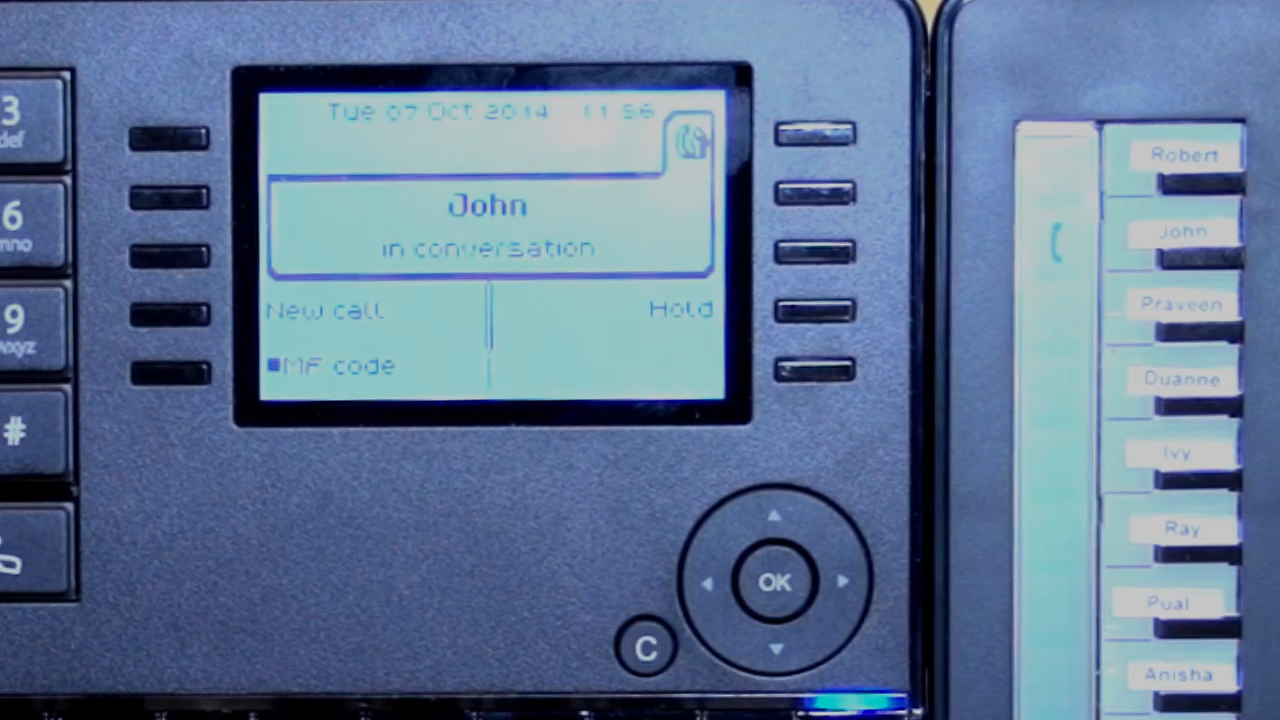 3
def
6
mno
9
wxyz
#
Tue 07 Oct 2014 11:56
John
in conversation
New call Hold
MF code
OK
C
Robert
John
Praveen
Duanne
Ivy
Ray
Pual
Anisha